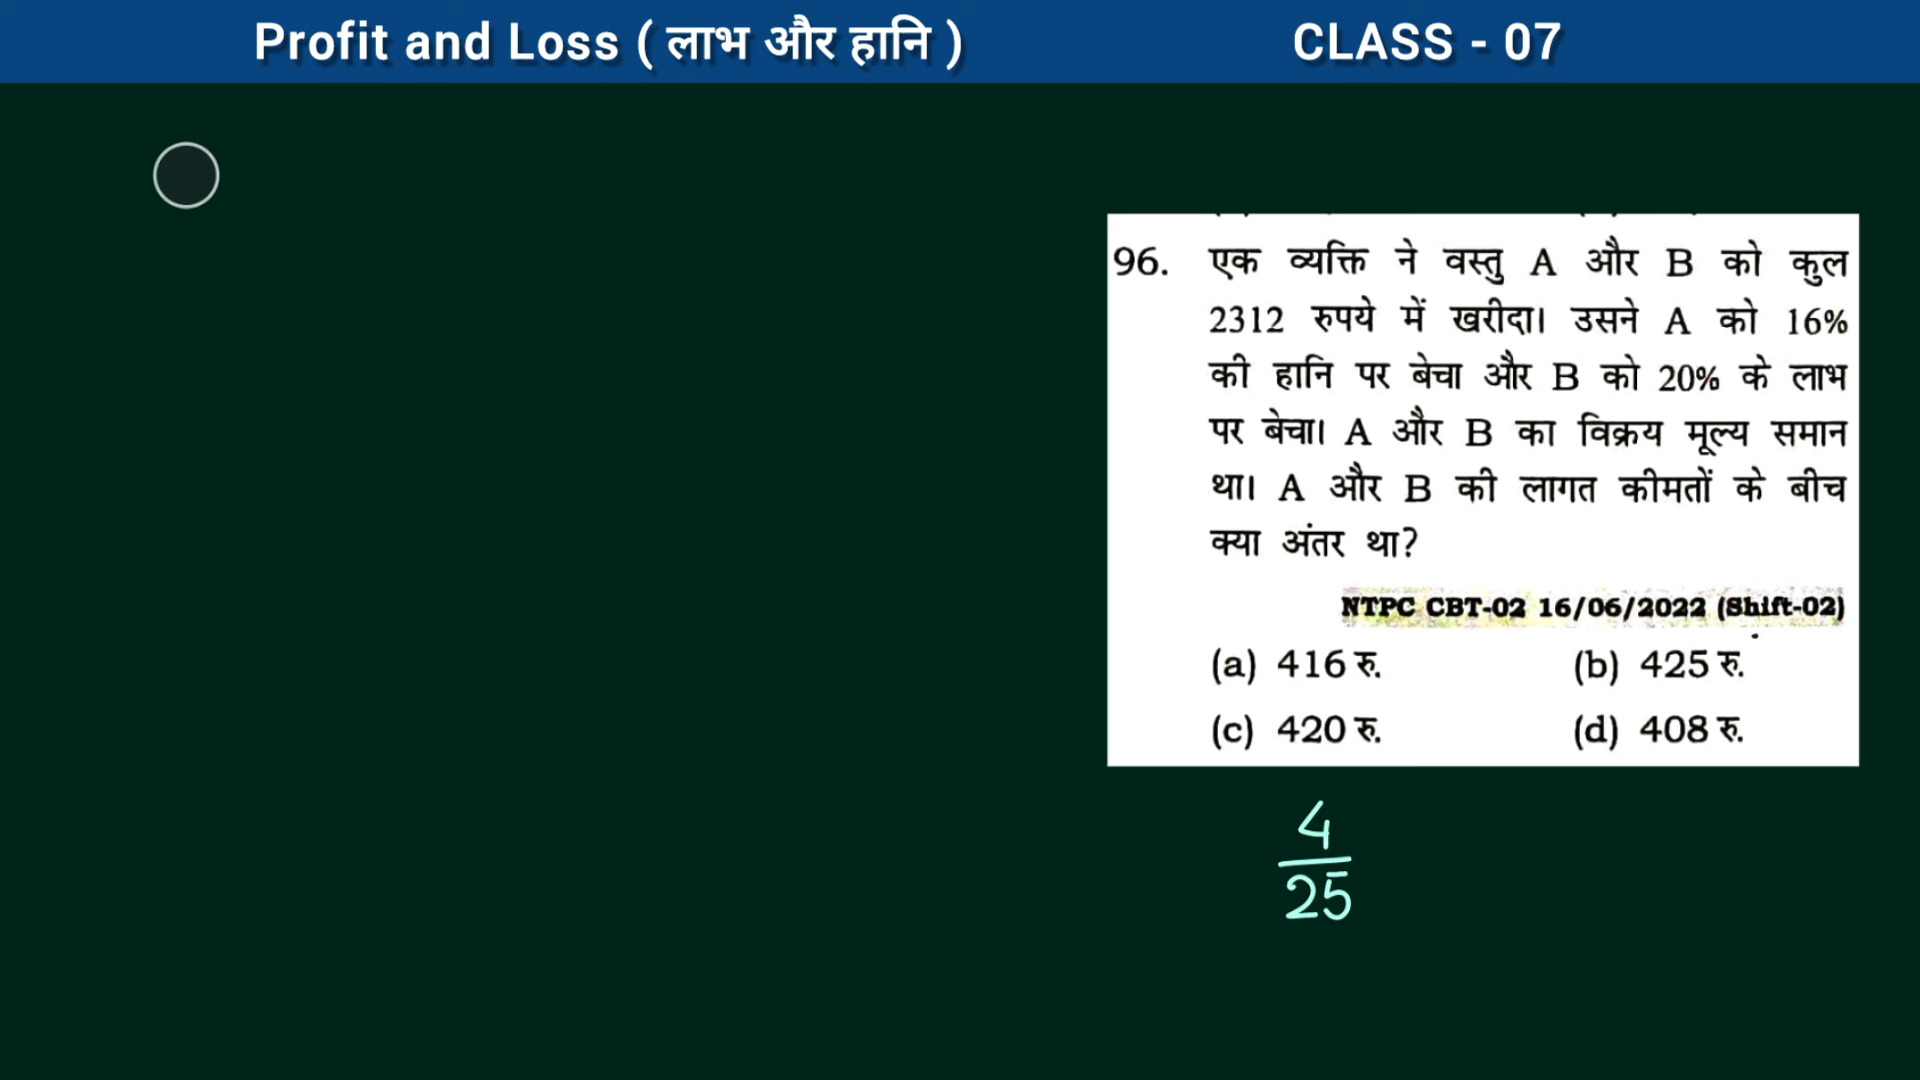 Profit and Loss ( लाभ और हानि )
CLASS - 07
96. एक व्यक्ति ने वस्तु A और B को कुल
2312 रुपये में खरीदा। उसने A को 16%
की हानि पर बेचा और B को 20% के लाभ
पर बेचा। A और B का विक्रय मूल्य समान
था। A और B की लागत कीमतों के बीच
क्या अंतर था?
NTPC CBT-02 16/06/2022 (Shift-02)
(a) 416 रु.
(b) 425 रु.
(c) 420 रु.
(d) 408 रु.
4
25